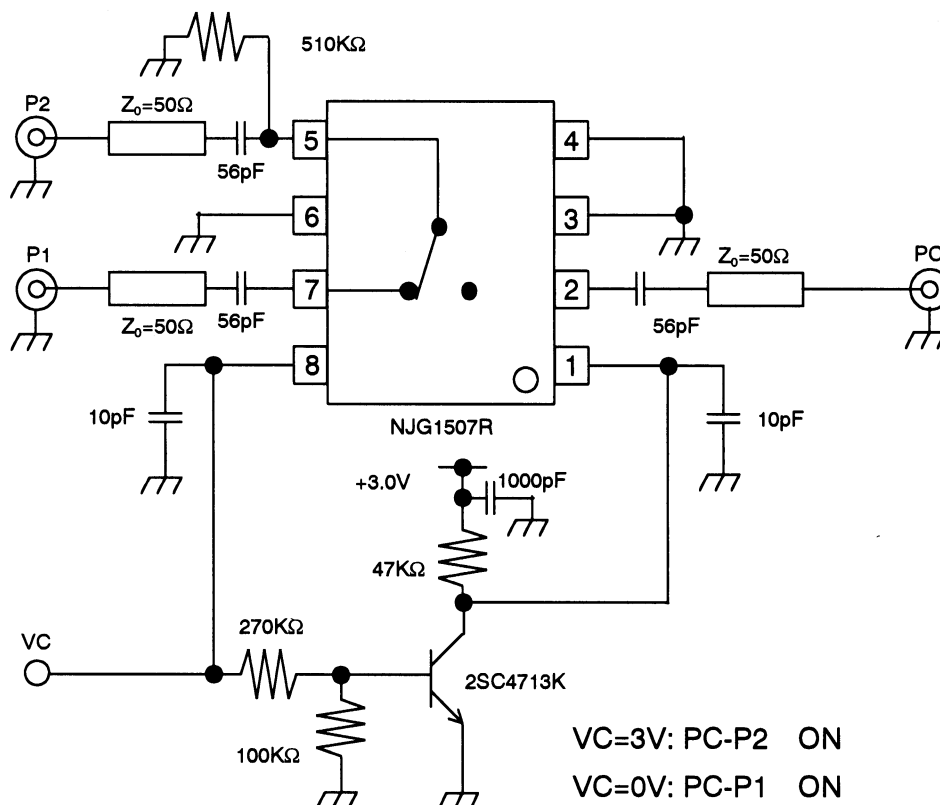 510KΩ
P2
Z₀=50Ω
56pF
5
4
6
3
P1
Z₀=50Ω
56pF
7
2
56pF
Z₀=50Ω
PC
8
1
10pF
10pF
NJG1507R
+3.0V
1000pF
47KΩ
VC
270KΩ
100KΩ
2SC4713K
VC=3V: PC-P2 ON
VC=0V: PC-P1 ON